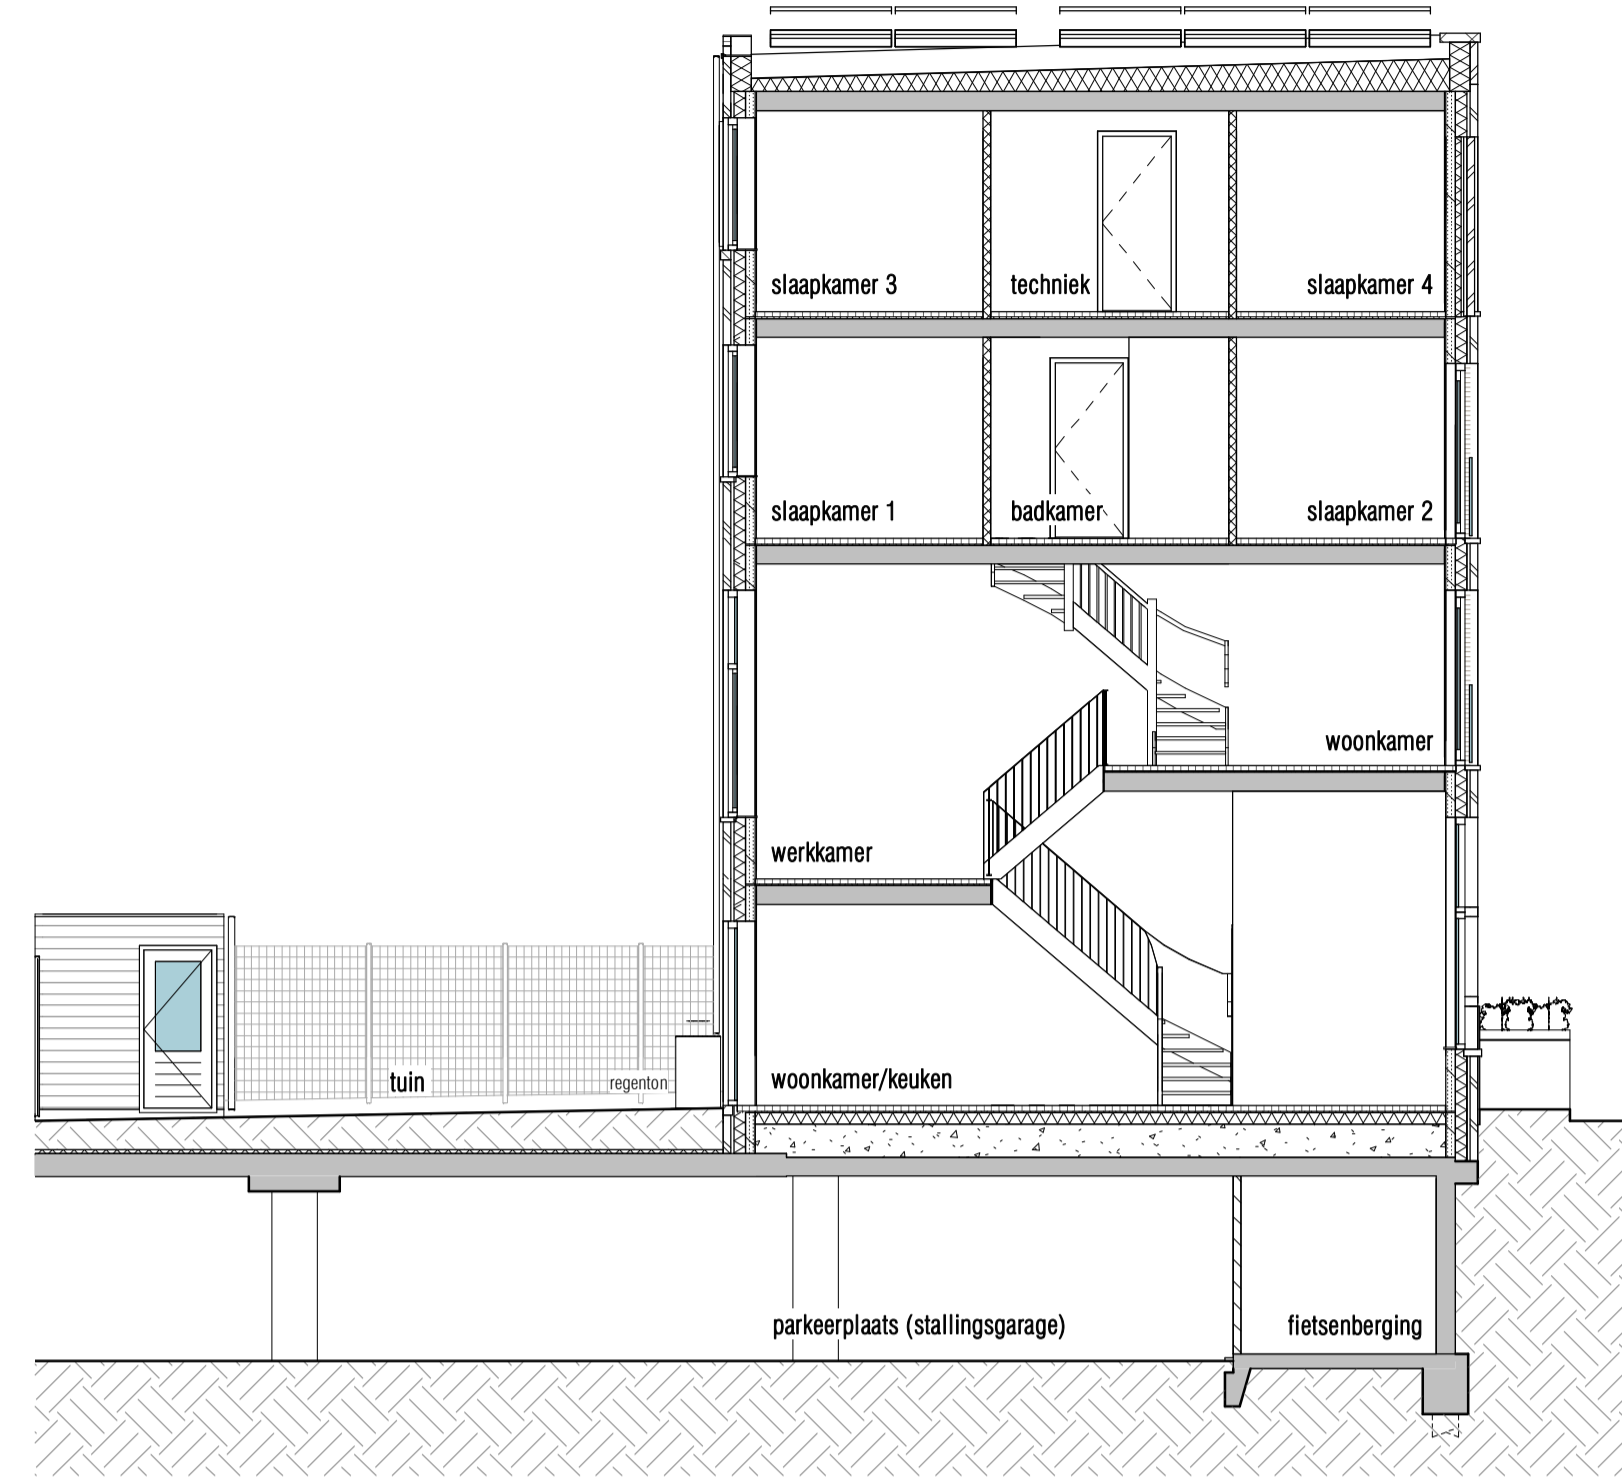 slaapkamer 3
techniek
slaapkamer 4
slaapkamer 1
badkamer
slaapkamer 2
woonkamer
werkkamer
tuin
regenton
woonkamer/keuken
parkeerplaats (stallingsgarage)
fietsenberging